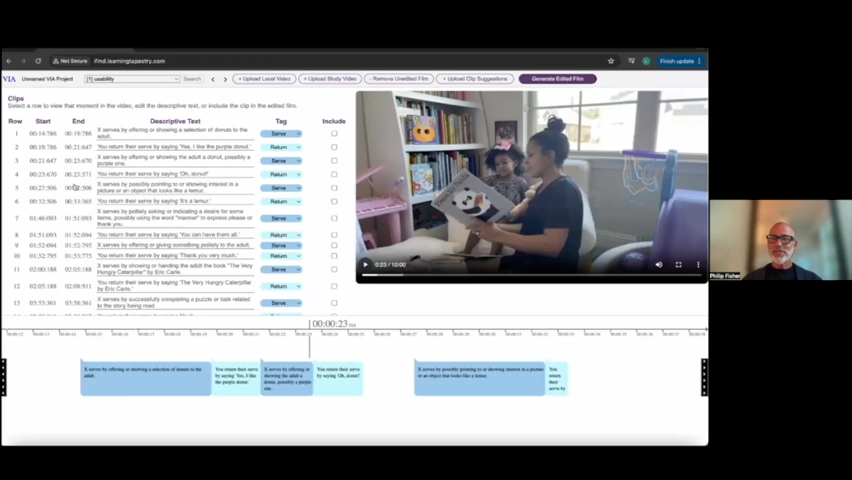 Not Secure ifind.learningtapestry.com
Finish update
VIA Unnamed VIA Project [1] usability Search
+ Upload Local Video
+ Upload Study Video
- Remove Unedited Film
+ Upload Clip Suggestions
Generate Edited Film
Clips
Select a row to view that moment in the video, edit the descriptive text, or include the clip in the edited film.
Row Start End Descriptive Text Tag Include
1 00:14:786 00:19:786 X serves by offering or showing a selection of donuts to the adult. Serve
2 00:19:786 00:21:647 You return their serve by saying 'Yes, I like the purple donut.' Return
3 00:21:647 00:23:670 X serves by offering or showing the adult a donut, possibly a purple one. Serve
4 00:23:670 00:25:571 You return their serve by saying 'Oh, donut!' Return
5 00:27:506 X serves by possibly pointing to or showing interest in a picture or an object that looks like a lemur. Serve
6 00:32:506 00:33:365 You return their serve by saying 'It's a lemur.' Return
7 01:46:093 01:51:093 X serves by politely asking or indicating a desire for some items, possibly using the word "manner" to express please or thank you. Serve
8 01:51:093 01:52:094 You return their serve by saying 'You can have them all.' Return
9 01:52:094 01:52:795 X serves by offering or giving something politely to the adult. Serve
10 01:52:795 01:53:775 You return their serve by saying 'Thank you very much.' Return
11 02:00:188 02:05:188 X serves by showing or handing the adult the book "The Very Hungry Caterpillar" by Eric Carle. Serve
12 02:05:188 02:08:911 You return their serve by saying 'The Very Hungry Caterpillar by Eric Carle.' Return
13 03:53:361 03:58:361 X serves by successfully completing a puzzle or task related to the story being read. Serve
0:23 / 10:00
Philip Fisher
00:00:23
X serves by offering or showing a selection of donuts to the adult.
You return their serve by saying 'Yes, I like the purple donut.'
X serves by offering or showing the adult a donut, possibly a purple one.
You return their serve by saying 'Oh, donut!'
X serves by possibly pointing to or showing interest in a picture or an object that looks like a lemur.
You return their serve by